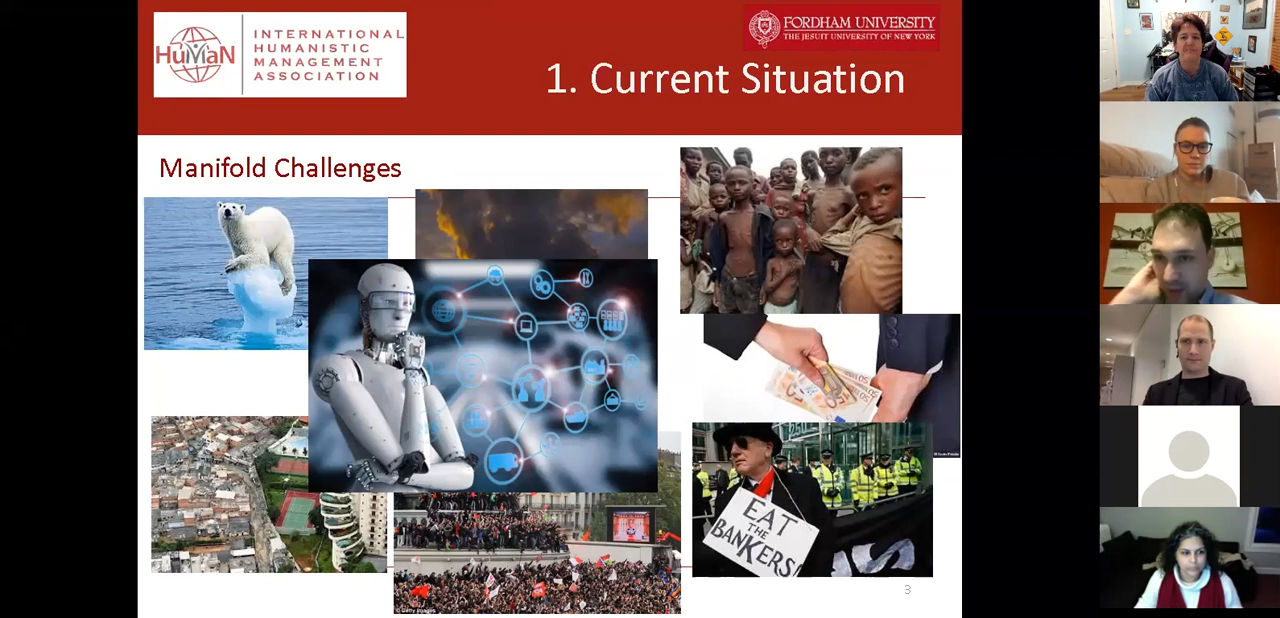 HuMaN
INTERNATIONAL
HUMANISTIC
MANAGEMENT
ASSOCIATION
FORDHAM UNIVERSITY
THE JESUIT UNIVERSITY OF NEW YORK
1. Current Situation
Manifold Challenges
50
EAT
THE
BANKERS!
3